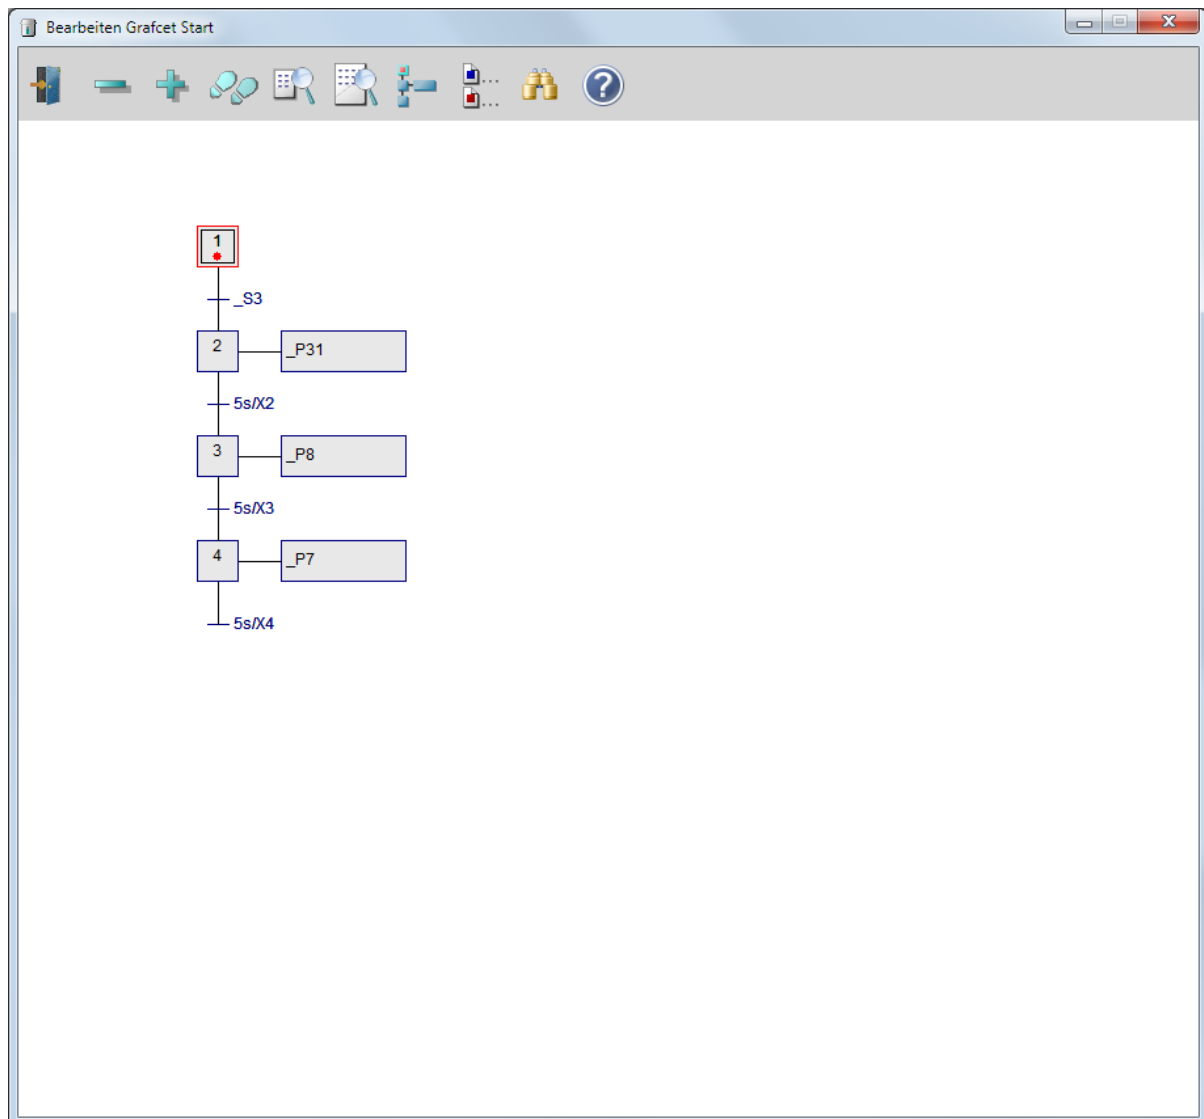 Bearbeiten Grafcet Start
1
_S3
2 _P31
5s/X2
3 _P8
5s/X3
4 _P7
5s/X4